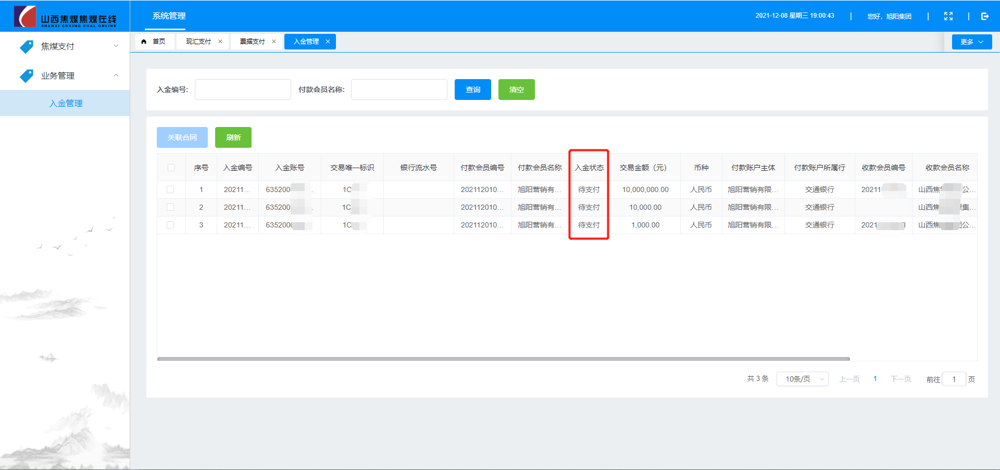 山西焦煤焦煤在线
SHANXI COKING COAL ONLINE
系统管理
2021-12-08 星期三 19:00:43
您好，旭阳集团
焦煤支付
业务管理
入金管理
首页 现汇支付 票据支付 入金管理 更多
入金编号: 付款会员名称: 查询 清空
关联合同 刷新
序号 入金编号 入金账号 交易唯一标识 银行流水号 付款会员编号 付款会员名称 入金状态 交易金额（元） 币种 付款账户主体 付款账户所属行 收款会员编号 收款会员名称
1 20211... 635200 1C 202112010... 旭阳营销有... 待支付 10,000,000.00 人民币 旭阳营销有限... 交通银行 20211 山西焦 公...
2 20211... 635200 1C 202112010... 旭阳营销有... 待支付 10,000.00 人民币 旭阳营销有限... 交通银行 山西焦 集...
3 20211... 635200 1C 202112010... 旭阳营销有... 待支付 1,000.00 人民币 旭阳营销有限... 交通银行 2021 山西焦 公...
共 3 条 10条/页 上一页 1 下一页 前往 1 页